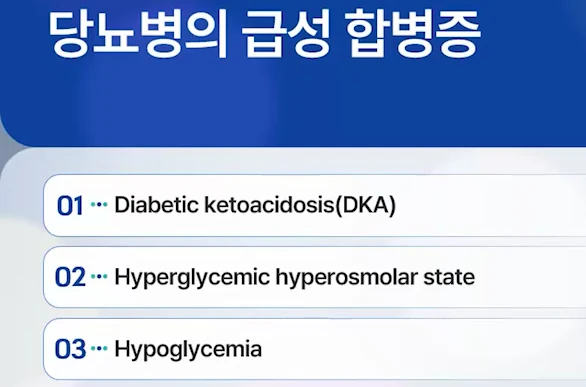 당뇨병의 급성 합병증
01 ••• Diabetic ketoacidosis(DKA)
02 ••• Hyperglycemic hyperosmolar state
03 ••• Hypoglycemia